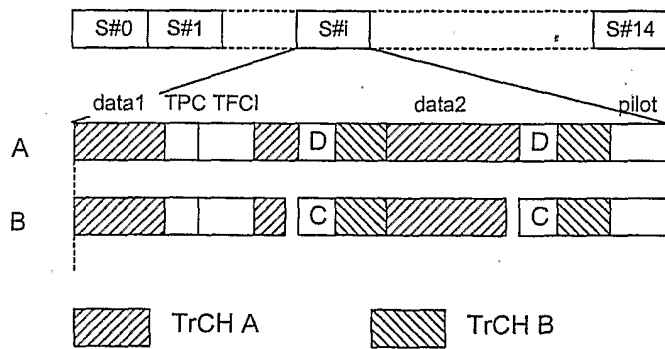 S#0 S#1 S#i S#14
data1 TPC TFCI data2 pilot
A D D
B C C
TrCH A TrCH B